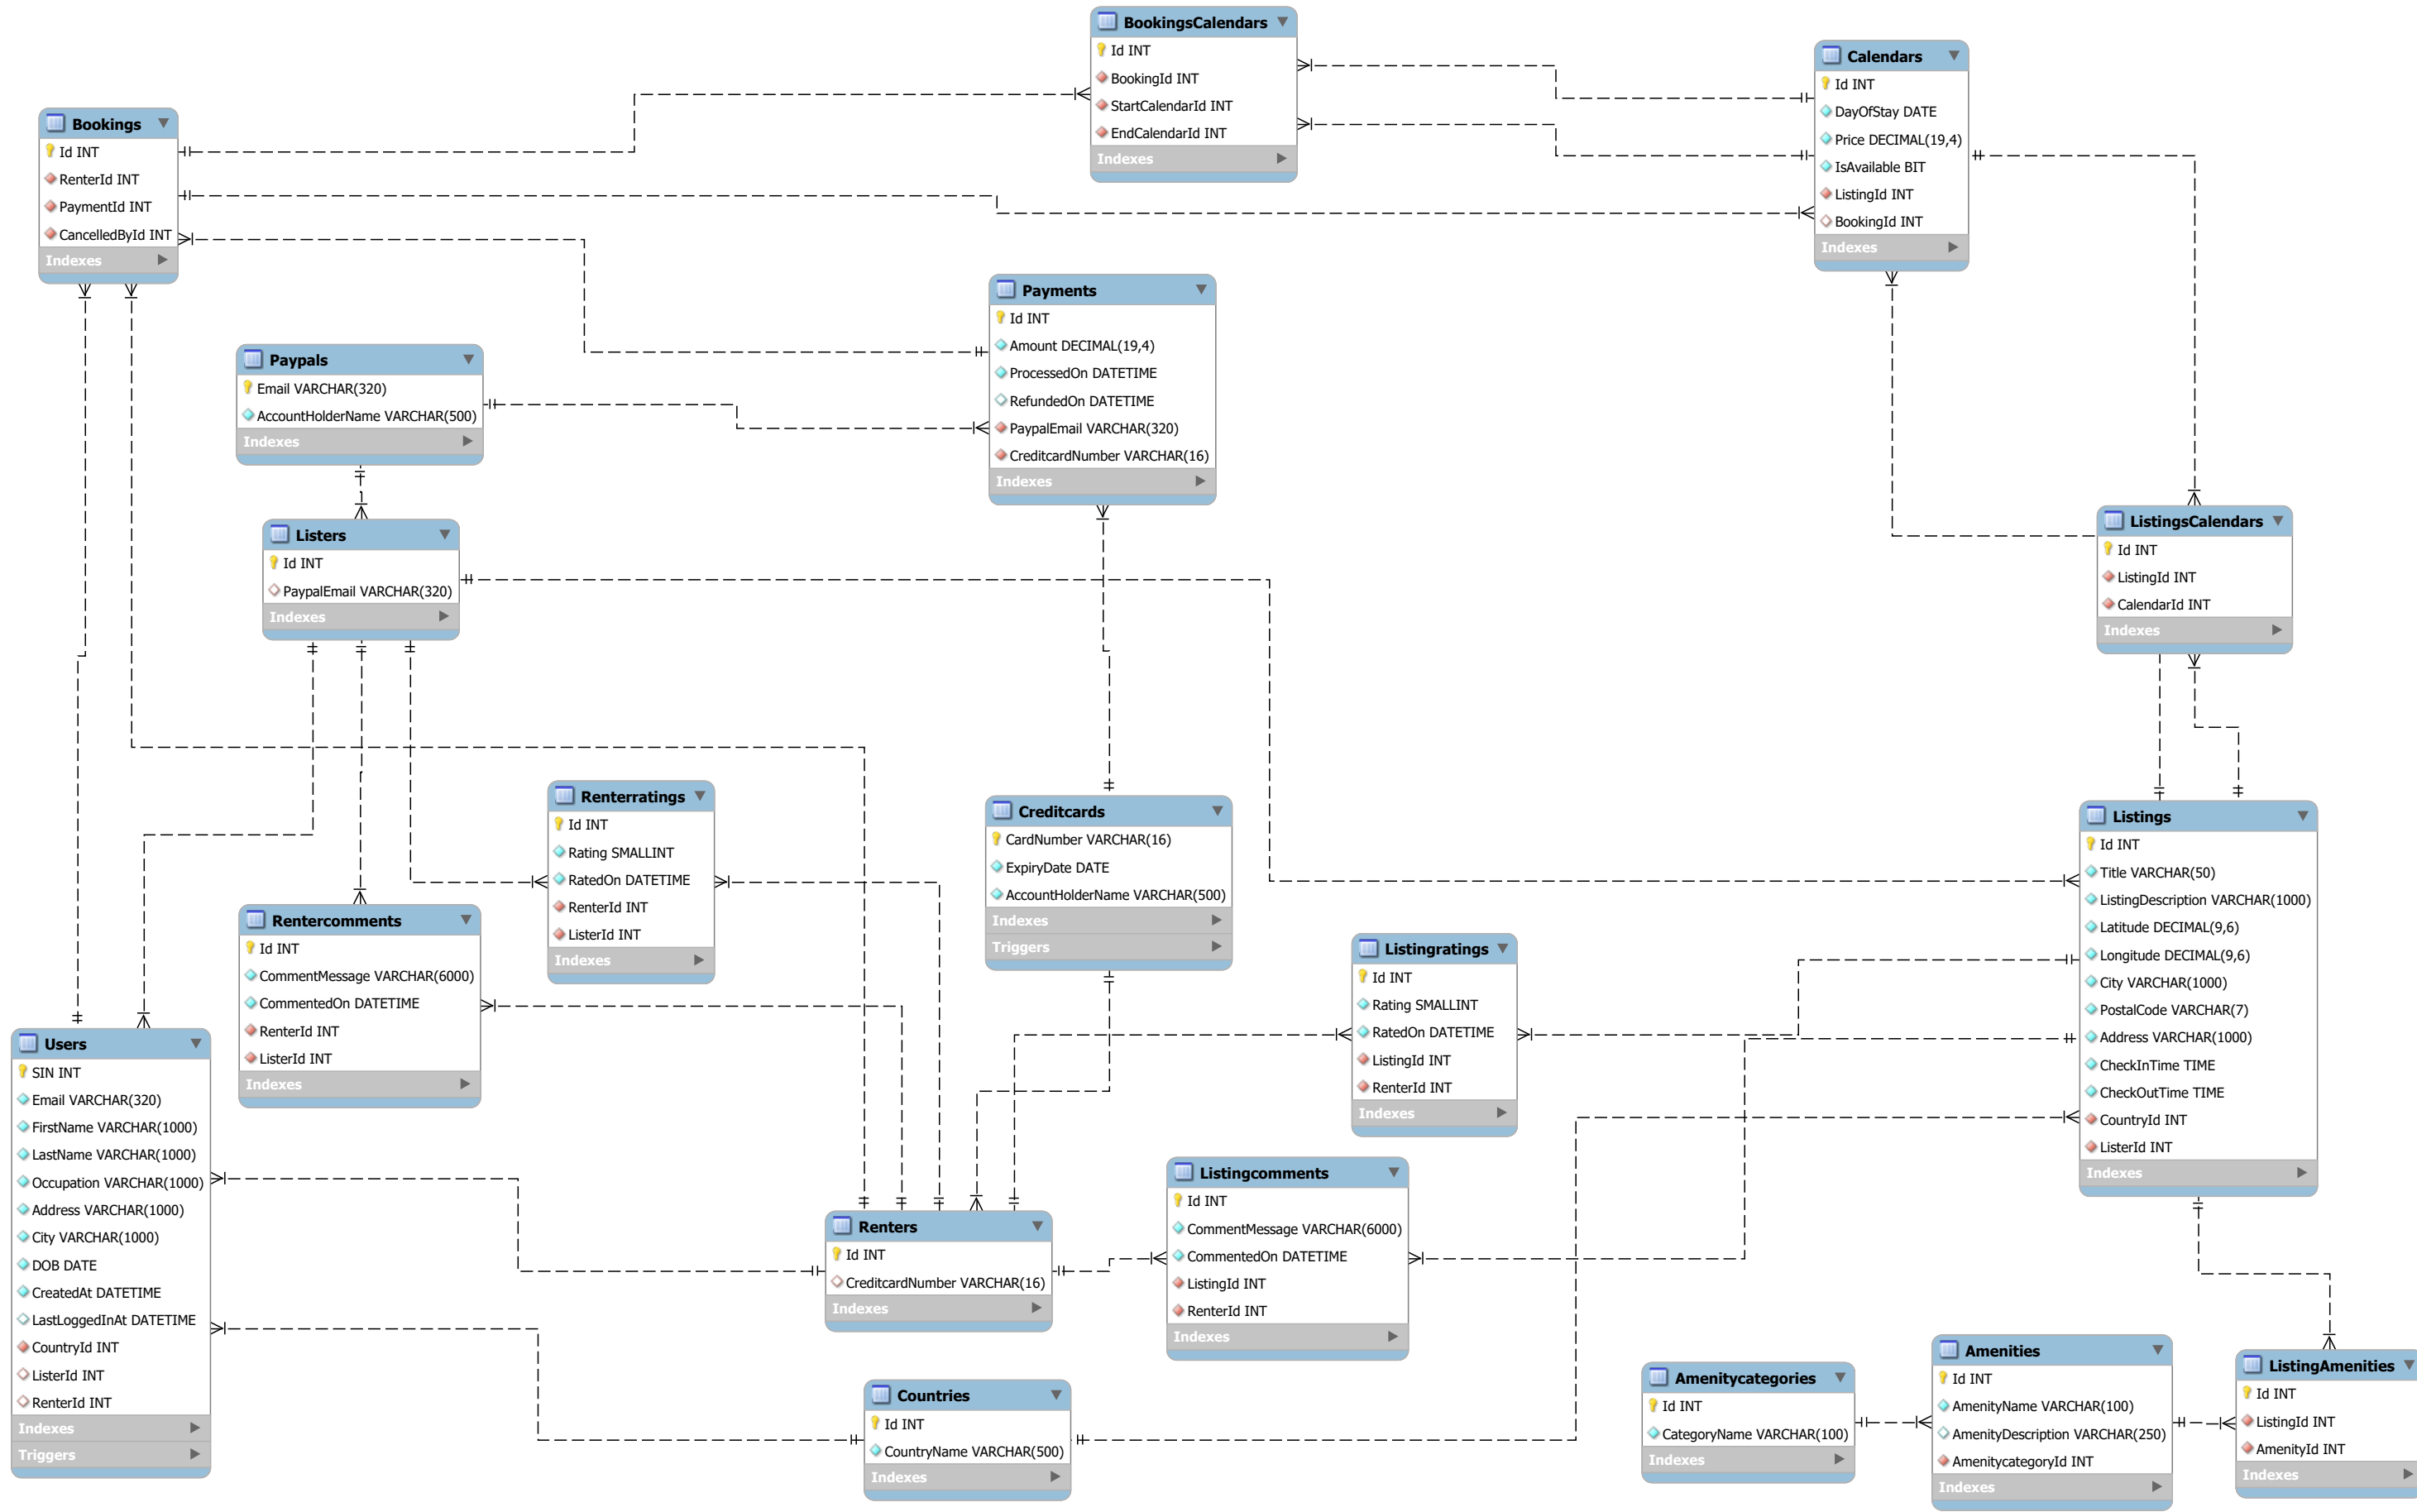 BookingsCalendars
Id INT
BookingId INT
StartCalendarId INT
EndCalendarId INT
Indexes
Calendars
Id INT
DayOfStay DATE
Price DECIMAL(19,4)
IsAvailable BIT
ListingId INT
BookingId INT
Indexes
Bookings
Id INT
RenterId INT
PaymentId INT
CancelledById INT
Indexes
Payments
Id INT
Amount DECIMAL(19,4)
ProcessedOn DATETIME
RefundedOn DATETIME
PaypalEmail VARCHAR(320)
CreditcardNumber VARCHAR(16)
Indexes
Paypals
Email VARCHAR(320)
AccountHolderName VARCHAR(500)
Indexes
Listers
Id INT
PaypalEmail VARCHAR(320)
Indexes
ListingsCalendars
Id INT
ListingId INT
CalendarId INT
Indexes
Renterratings
Id INT
Rating SMALLINT
RatedOn DATETIME
RenterId INT
ListerId INT
Indexes
Creditcards
CardNumber VARCHAR(16)
ExpiryDate DATE
AccountHolderName VARCHAR(500)
Indexes
Triggers
Listings
Id INT
Title VARCHAR(50)
ListingDescription VARCHAR(1000)
Latitude DECIMAL(9,6)
Longitude DECIMAL(9,6)
City VARCHAR(1000)
PostalCode VARCHAR(7)
Address VARCHAR(1000)
CheckInTime TIME
CheckOutTime TIME
CountryId INT
ListerId INT
Indexes
Rentercomments
Id INT
CommentMessage VARCHAR(6000)
CommentedOn DATETIME
RenterId INT
ListerId INT
Indexes
Listingratings
Id INT
Rating SMALLINT
RatedOn DATETIME
ListingId INT
RenterId INT
Indexes
Users
SIN INT
Email VARCHAR(320)
FirstName VARCHAR(1000)
LastName VARCHAR(1000)
Occupation VARCHAR(1000)
Address VARCHAR(1000)
City VARCHAR(1000)
DOB DATE
CreatedAt DATETIME
LastLoggedInAt DATETIME
CountryId INT
ListerId INT
RenterId INT
Indexes
Triggers
Listingcomments
Id INT
CommentMessage VARCHAR(6000)
CommentedOn DATETIME
ListingId INT
RenterId INT
Indexes
Renters
Id INT
CreditcardNumber VARCHAR(16)
Indexes
Countries
Id INT
CountryName VARCHAR(500)
Indexes
Amenitycategories
Id INT
CategoryName VARCHAR(100)
Indexes
Amenities
Id INT
AmenityName VARCHAR(100)
AmenityDescription VARCHAR(250)
AmenitycategoryId INT
Indexes
ListingAmenities
Id INT
ListingId INT
AmenityId INT
Indexes